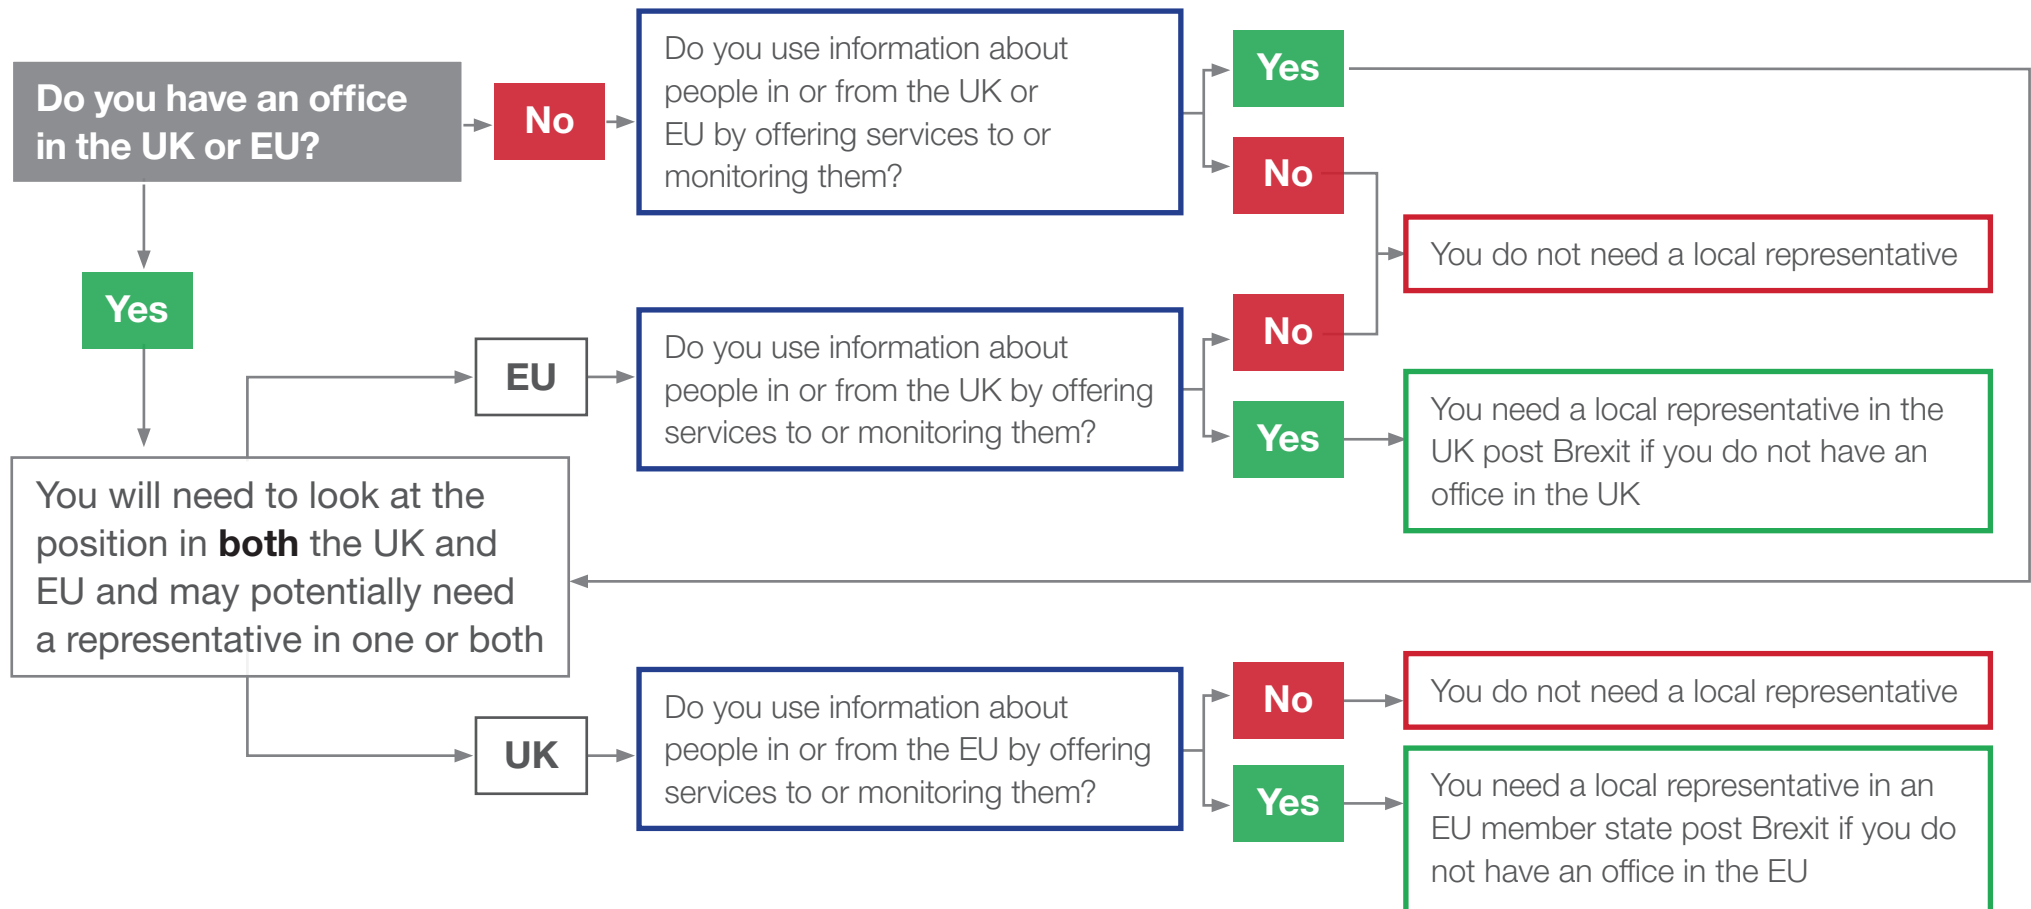 Do you have an office
in the UK or EU?
No
Do you use information about
people in or from the UK or
EU by offering services to or
monitoring them?
Yes
No
You do not need a local representative
Yes
EU
Do you use information about
people in or from the UK by offering
services to or monitoring them?
No
Yes
You need a local representative in the
UK post Brexit if you do not have an
office in the UK
You will need to look at the
position in both the UK and
EU and may potentially need
a representative in one or both
UK
Do you use information about
people in or from the EU by offering
services to or monitoring them?
No
You do not need a local representative
Yes
You need a local representative in an
EU member state post Brexit if you do
not have an office in the EU